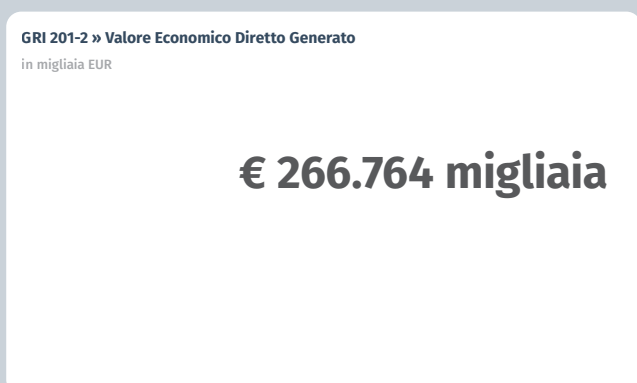 GRI 201-2 » Valore Economico Diretto Generato
in migliaia EUR
€ 266.764 migliaia